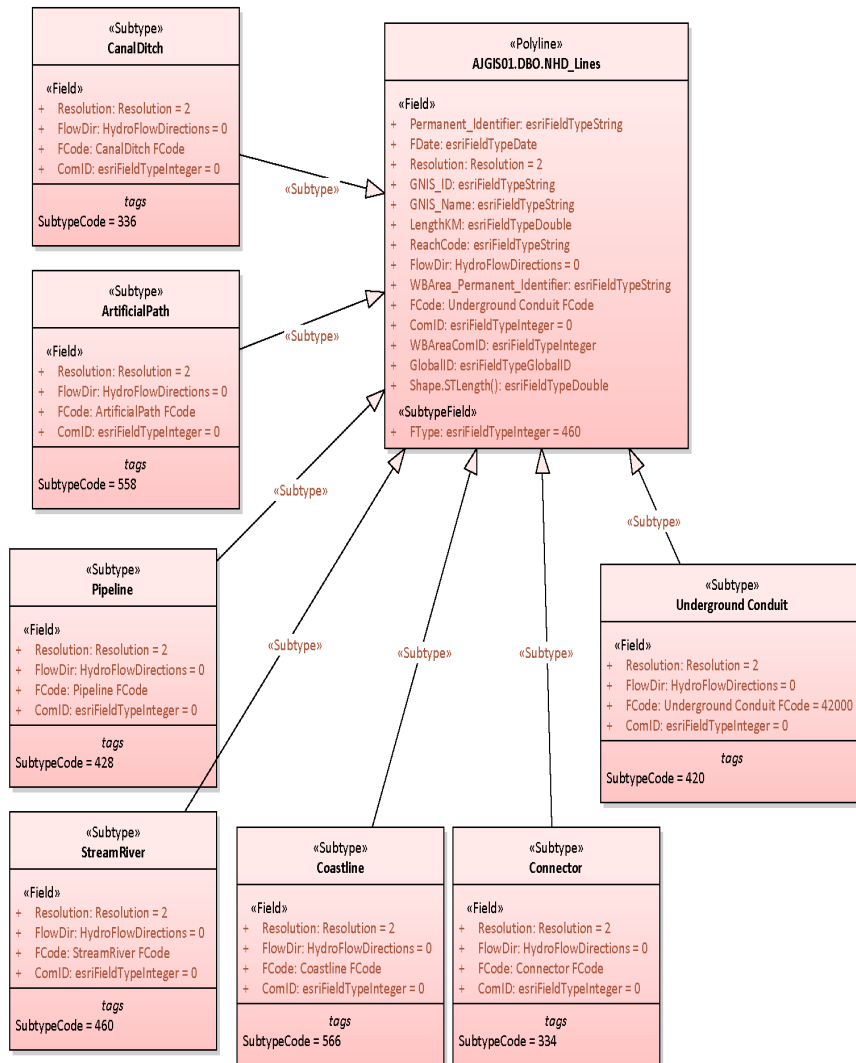 «Subtype»
CanalDitch
«Field»
+ Resolution: Resolution = 2
+ FlowDir: HydroFlowDirections = 0
+ FCode: CanalDitch FCode
+ ComID: esriFieldTypeInteger = 0
tags
SubtypeCode = 336
«Polyline»
AJGIS01.DBO.NHD_Lines
«Field»
+ Permanent_Identifier: esriFieldTypeString
+ FDate: esriFieldTypeDate
+ Resolution: Resolution = 2
+ GNIS_ID: esriFieldTypeString
+ GNIS_Name: esriFieldTypeString
+ LengthKM: esriFieldTypeDouble
+ ReachCode: esriFieldTypeString
+ FlowDir: HydroFlowDirections = 0
+ WBArea_Permanent_Identifier: esriFieldTypeString
+ FCode: Underground Conduit FCode
+ ComID: esriFieldTypeInteger = 0
+ WBAreaComID: esriFieldTypeInteger
+ GlobalID: esriFieldTypeGlobalID
+ Shape.STLength(): esriFieldTypeDouble
«SubtypeField»
+ FType: esriFieldTypeInteger = 460
«Subtype»
«Subtype»
ArtificialPath
«Field»
+ Resolution: Resolution = 2
+ FlowDir: HydroFlowDirections = 0
+ FCode: ArtificialPath FCode
+ ComID: esriFieldTypeInteger = 0
tags
SubtypeCode = 558
«Subtype»
«Subtype»
«Subtype»
«Subtype»
Pipeline
«Field»
+ Resolution: Resolution = 2
+ FlowDir: HydroFlowDirections = 0
+ FCode: Pipeline FCode
+ ComID: esriFieldTypeInteger = 0
tags
SubtypeCode = 428
«Subtype»
Underground Conduit
«Field»
+ Resolution: Resolution = 2
+ FlowDir: HydroFlowDirections = 0
+ FCode: Underground Conduit FCode = 42000
+ ComID: esriFieldTypeInteger = 0
tags
SubtypeCode = 420
«Subtype»
«Subtype»
«Subtype»
«Subtype»
StreamRiver
«Field»
+ Resolution: Resolution = 2
+ FlowDir: HydroFlowDirections = 0
+ FCode: StreamRiver FCode
+ ComID: esriFieldTypeInteger = 0
tags
SubtypeCode = 460
«Subtype»
Coastline
«Field»
+ Resolution: Resolution = 2
+ FlowDir: HydroFlowDirections = 0
+ FCode: Coastline FCode
+ ComID: esriFieldTypeInteger = 0
tags
SubtypeCode = 566
«Subtype»
Connector
«Field»
+ Resolution: Resolution = 2
+ FlowDir: HydroFlowDirections = 0
+ FCode: Connector FCode
+ ComID: esriFieldTypeInteger = 0
tags
SubtypeCode = 334